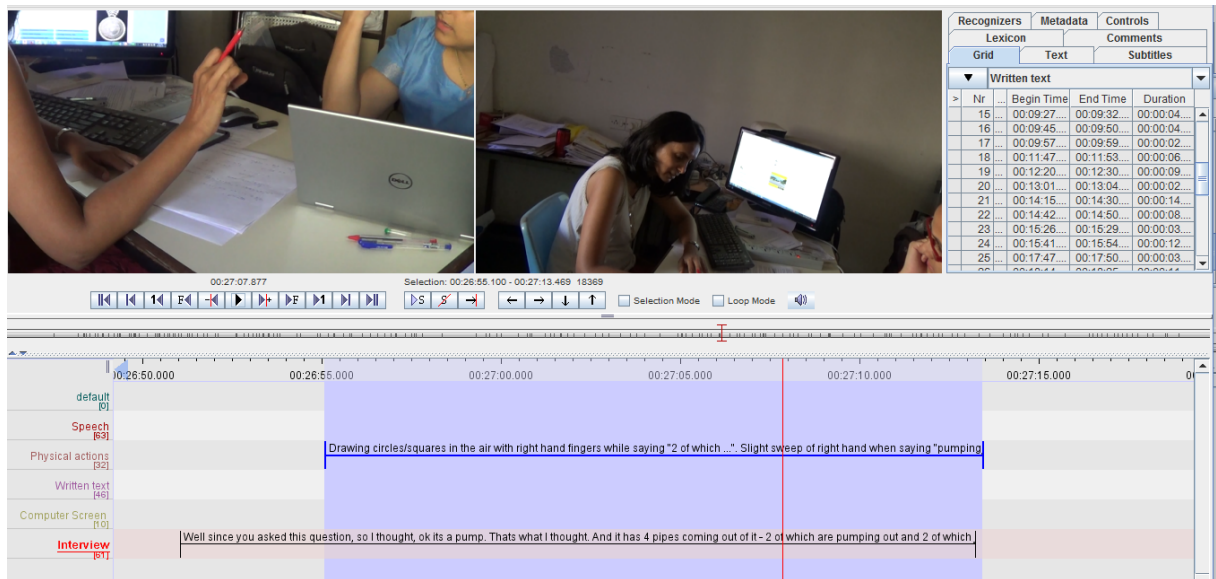 Recognizers Metadata Controls
Lexicon Comments
Grid Text Subtitles
Written text
> Nr ... Begin Time End Time Duration
15 ... 00:09:27.... 00:09:32.... 00:00:04....
16 ... 00:09:45.... 00:09:50.... 00:00:04....
17 ... 00:09:57.... 00:09:59.... 00:00:02....
18 ... 00:11:47.... 00:11:53.... 00:00:06....
19 ... 00:12:20.... 00:12:30.... 00:00:09....
20 ... 00:13:01.... 00:13:04.... 00:00:02....
21 ... 00:14:15.... 00:14:30.... 00:00:14....
22 ... 00:14:42.... 00:14:50.... 00:00:08....
23 ... 00:15:26.... 00:15:29.... 00:00:03....
24 ... 00:15:41.... 00:15:54.... 00:00:12....
25 ... 00:17:47.... 00:17:50.... 00:00:03....
DELL
00:27:07.877 Selection: 00:26:55.100 - 00:27:13.469 18369
1 F F 1 S S Selection Mode Loop Mode
00:26:50.000 00:26:55.000 00:27:00.000 00:27:05.000 00:27:10.000 00:27:15.000
default
[0]
Speech
[63]
Physical actions
[32]
Drawing circles/squares in the air with right hand fingers while saying "2 of which ...". Slight sweep of right hand when saying "pumping
Written text
[46]
Computer Screen
[10]
Interview
[61]
Well since you asked this question, so I thought, ok its a pump. Thats what I thought. And it has 4 pipes coming out of it - 2 of which are pumping out and 2 of which